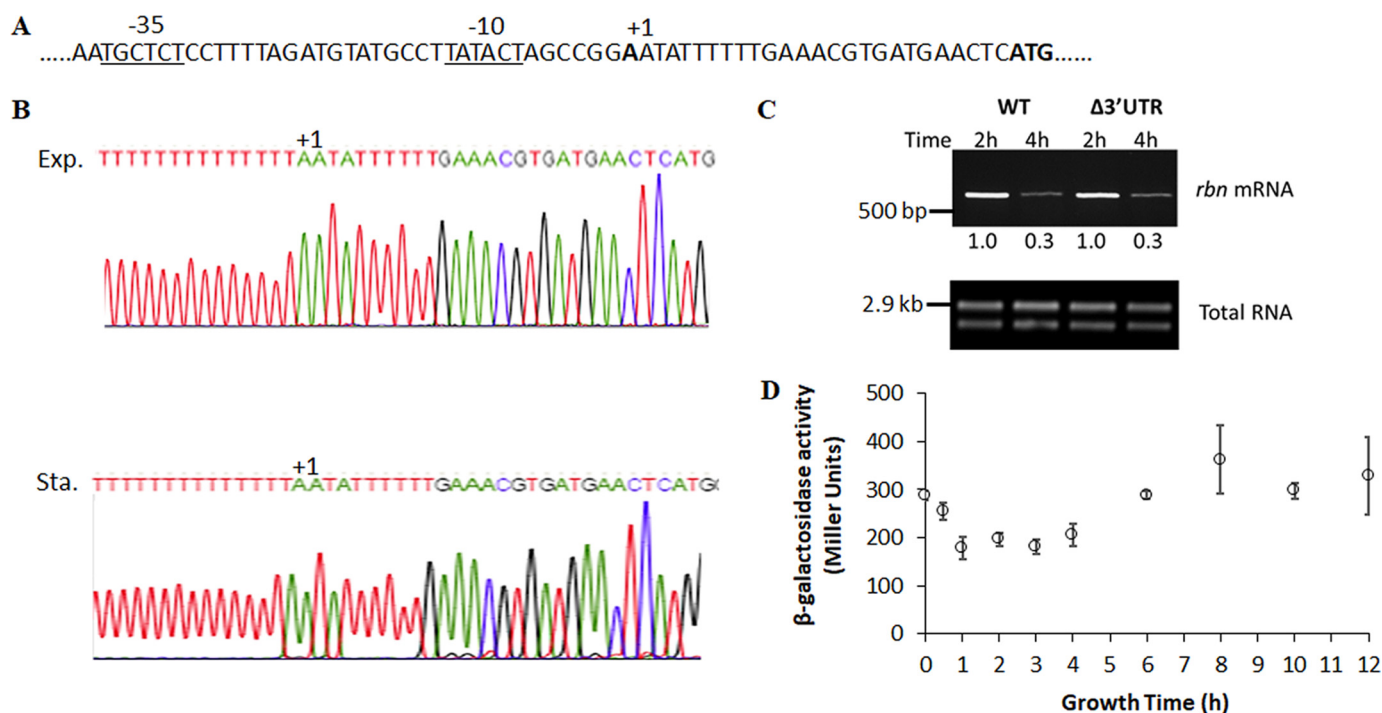 A
-35 -10 +1
.....AATGCTCTCCTTTTAGATGTATGCCTTATACTAGCCGGAATATTTTTTGAAACGTGATGAACTCATG......
B
+1
Exp.
TTTTTTTTTTTTTTAATATTTTTTGAAACGTGATGAACTCATG
+1
Sta.
TTTTTTTTTTTTTTAATATTTTTTGAAACGTGATGAACTCATG
C
WT Δ3'UTR
Time 2h 4h 2h 4h
rbn mRNA
500 bp
1.0 0.3 1.0 0.3
2.9 kb
Total RNA
D
β-galactosidase activity
(Miller Units)
500
400
300
200
100
0
0 1 2 3 4 5 6 7 8 9 10 11 12
Growth Time (h)